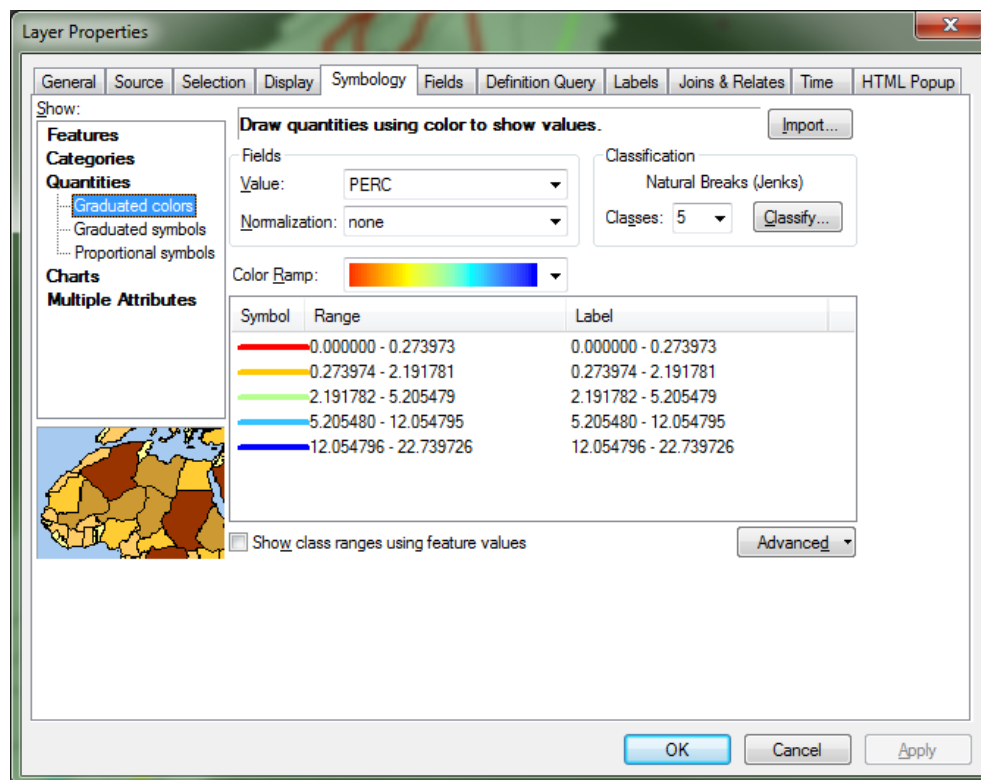 Layer Properties
General Source Selection Display Symbology Fields Definition Query Labels Joins & Relates Time HTML Popup
Show:
Features
Categories
Quantities
Graduated colors
Graduated symbols
Proportional symbols
Charts
Multiple Attributes
Draw quantities using color to show values.
Import...
Fields
Value: PERC
Normalization: none
Classification
Natural Breaks (Jenks)
Classes: 5 Classify...
Color Ramp:
Symbol Range Label
0.000000 - 0.273973 0.000000 - 0.273973
0.273974 - 2.191781 0.273974 - 2.191781
2.191782 - 5.205479 2.191782 - 5.205479
5.205480 - 12.054795 5.205480 - 12.054795
12.054796 - 22.739726 12.054796 - 22.739726
Show class ranges using feature values
Advanced
OK Cancel Apply